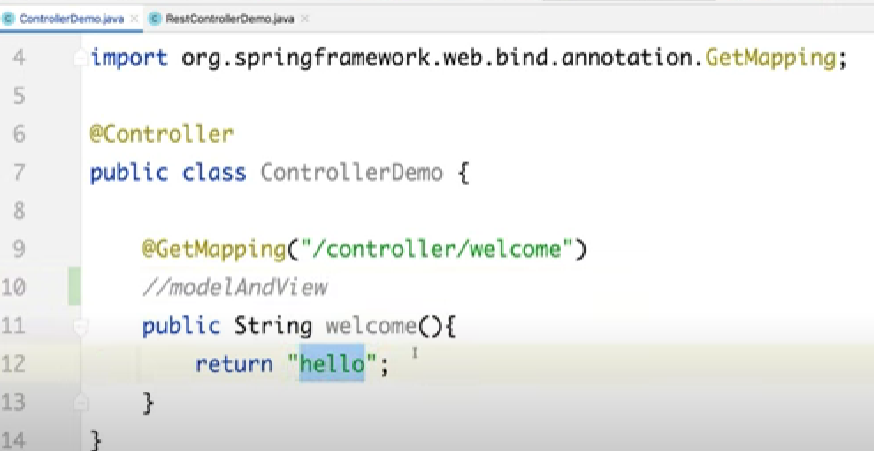 ControllerDemo.java × RestControllerDemo.java ×
4 import org.springframework.web.bind.annotation.GetMapping;
5
6 @Controller
7 public class ControllerDemo {
8
9 @GetMapping("/controller/welcome")
10 //modelAndView
11 public String welcome(){
12 return "hello";
13 }
14 }